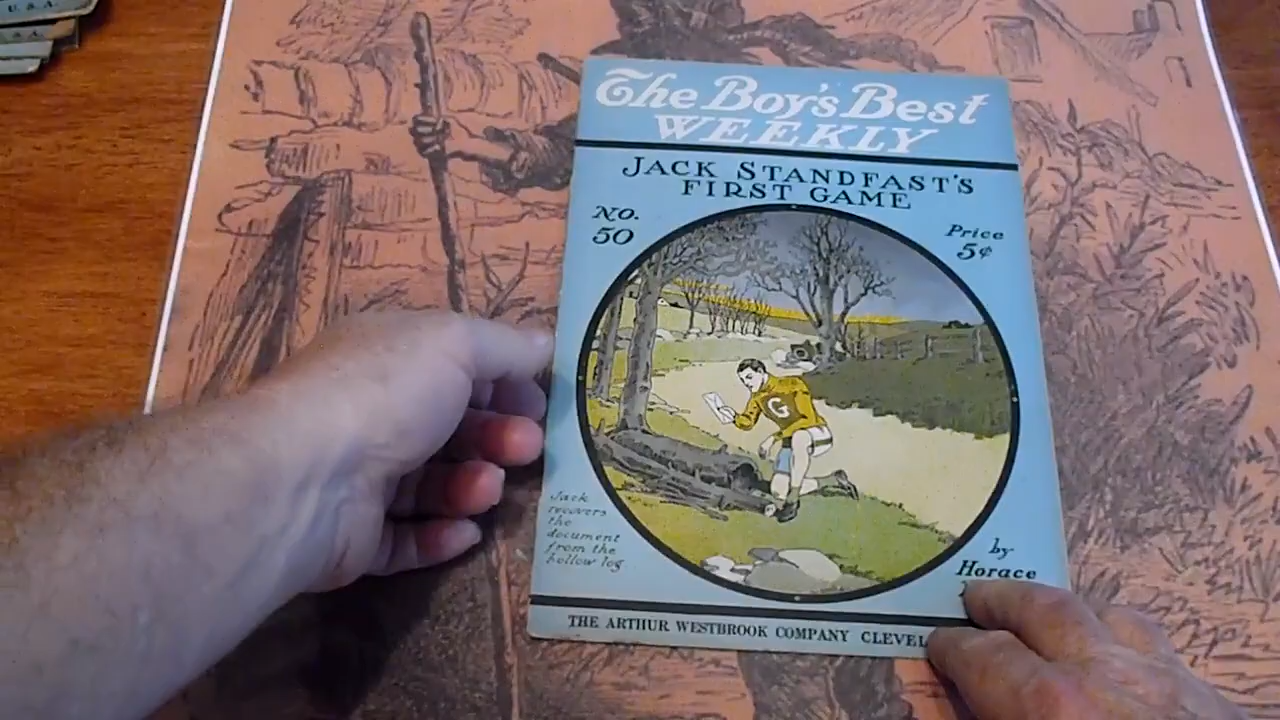 U.S.A.
The Boy's Best
WEEKLY
JACK STANDFAST'S
FIRST GAME
No.
50
Price
5¢
G
Jack
recovers
the
document
from the
hollow log
by
Horace
THE ARTHUR WESTBROOK COMPANY